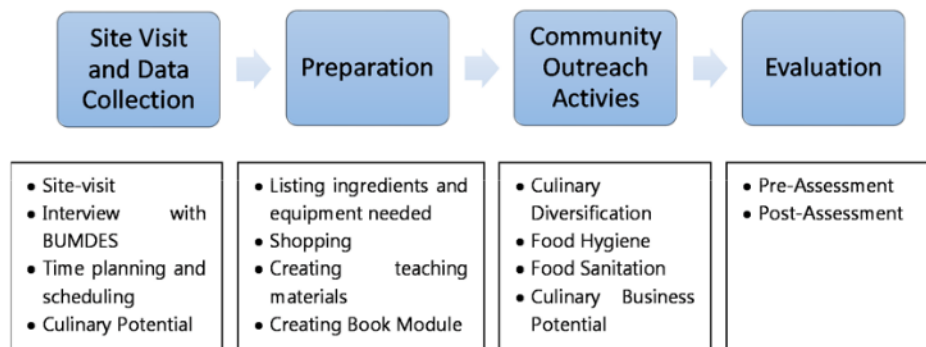 Site Visit
and Data
Collection
Preparation
Community
Outreach
Activies
Evaluation
• Site-visit
• Interview with
BUMDES
• Time planning and
scheduling
• Culinary Potential
• Listing ingredients and
equipment needed
• Shopping
• Creating teaching
materials
• Creating Book Module
• Culinary
Diversification
• Food Hygiene
• Food Sanitation
• Culinary Business
Potential
• Pre-Assessment
• Post-Assessment